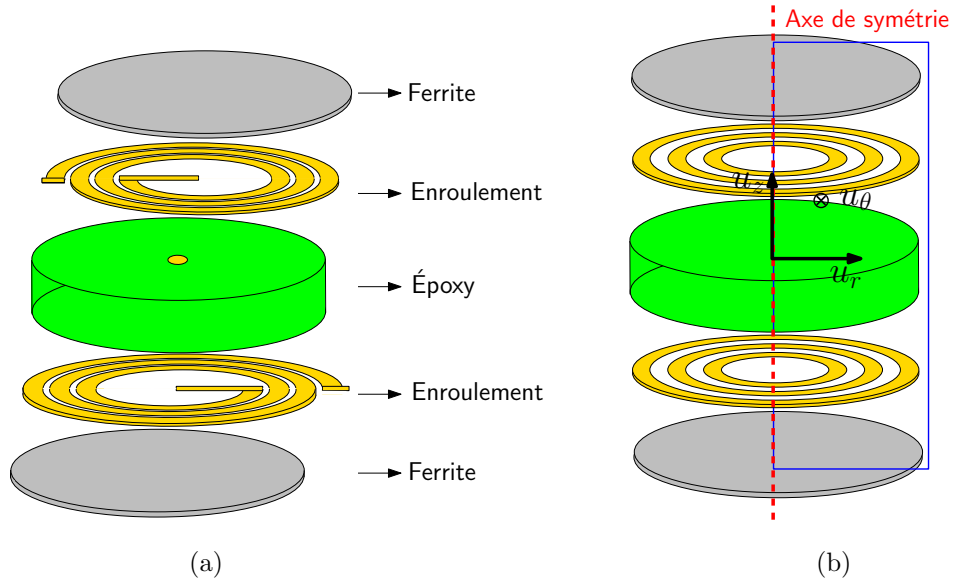 Ferrite
Enroulement
Époxy
Enroulement
Ferrite
(a)
Axe de symétrie
u_z
⊗ u_θ
u_r
(b)